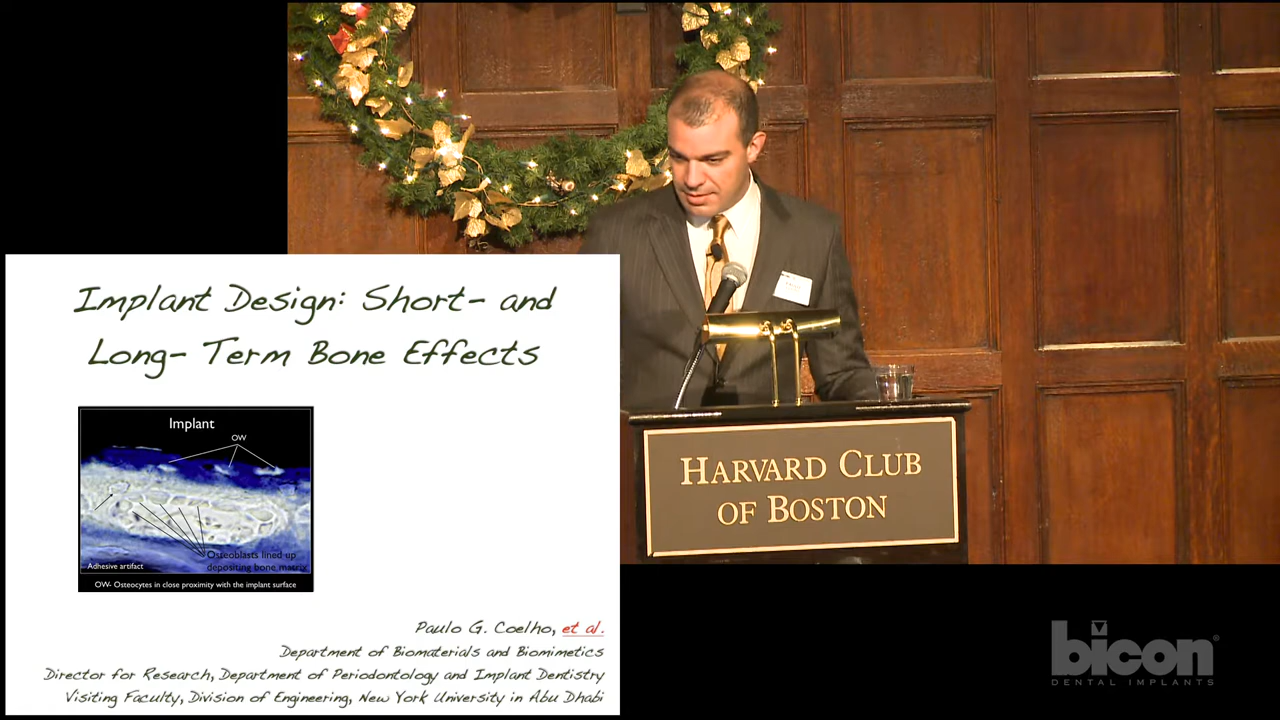 Implant Design: Short- and
Long- Term Bone Effects
Implant
OW
Osteoblasts lined up
depositing bone matrix
Adhesive artifact
OW- Osteocytes in close proximity with the implant surface
Paulo G. Coelho, et al.
Department of Biomaterials and Biomimetics
Director for Research, Department of Periodontology and Implant Dentistry
Visiting Faculty, Division of Engineering, New York University in Abu Dhabi
HARVARD CLUB
OF BOSTON
bicon®
DENTAL IMPLANTS